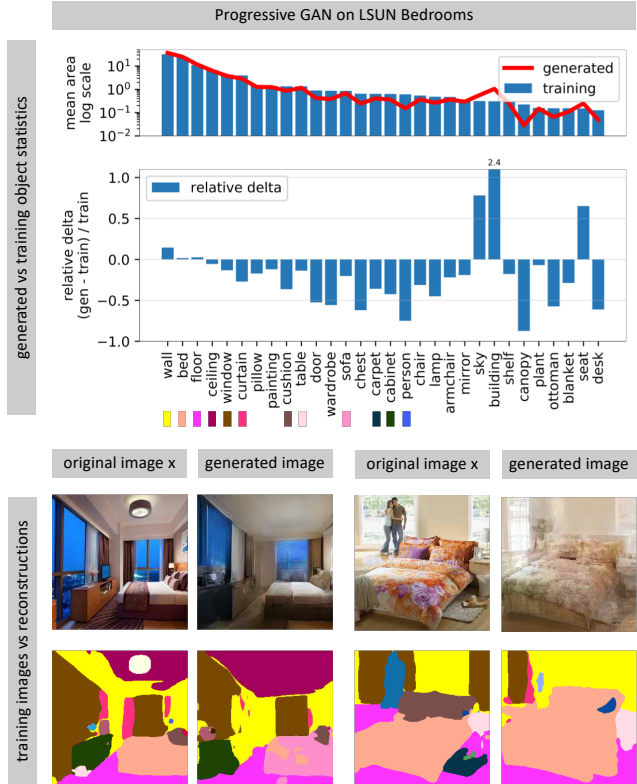 Progressive GAN on LSUN Bedrooms
generated vs training object statistics
mean area
log scale
10¹
10⁰
10⁻¹
10⁻²
generated
training
2.4
relative delta
(gen - train) / train
1.0
0.5
0.0
−0.5
−1.0
relative delta
wall
bed
floor
ceiling
window
curtain
pillow
painting
cushion
table
door
wardrobe
sofa
chest
carpet
cabinet
person
chair
lamp
armchair
mirror
sky
building
shelf
canopy
plant
ottoman
blanket
seat
desk
training images vs reconstructions
original image x
generated image
original image x
generated image